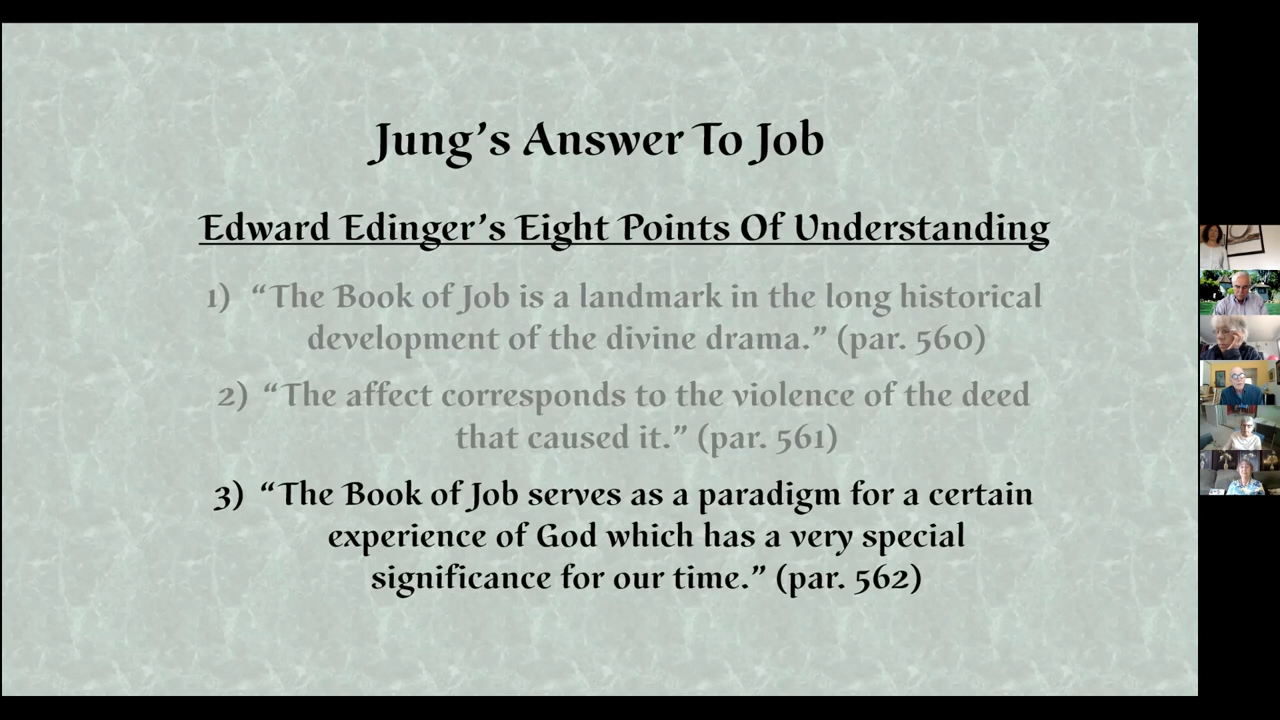 Jung’s Answer To Job
Edward Edinger’s Eight Points Of Understanding
1) “The Book of Job is a landmark in the long historical
development of the divine drama.” (par. 560)
2) “The affect corresponds to the violence of the deed
that caused it.” (par. 561)
3) “The Book of Job serves as a paradigm for a certain
experience of God which has a very special
significance for our time.” (par. 562)